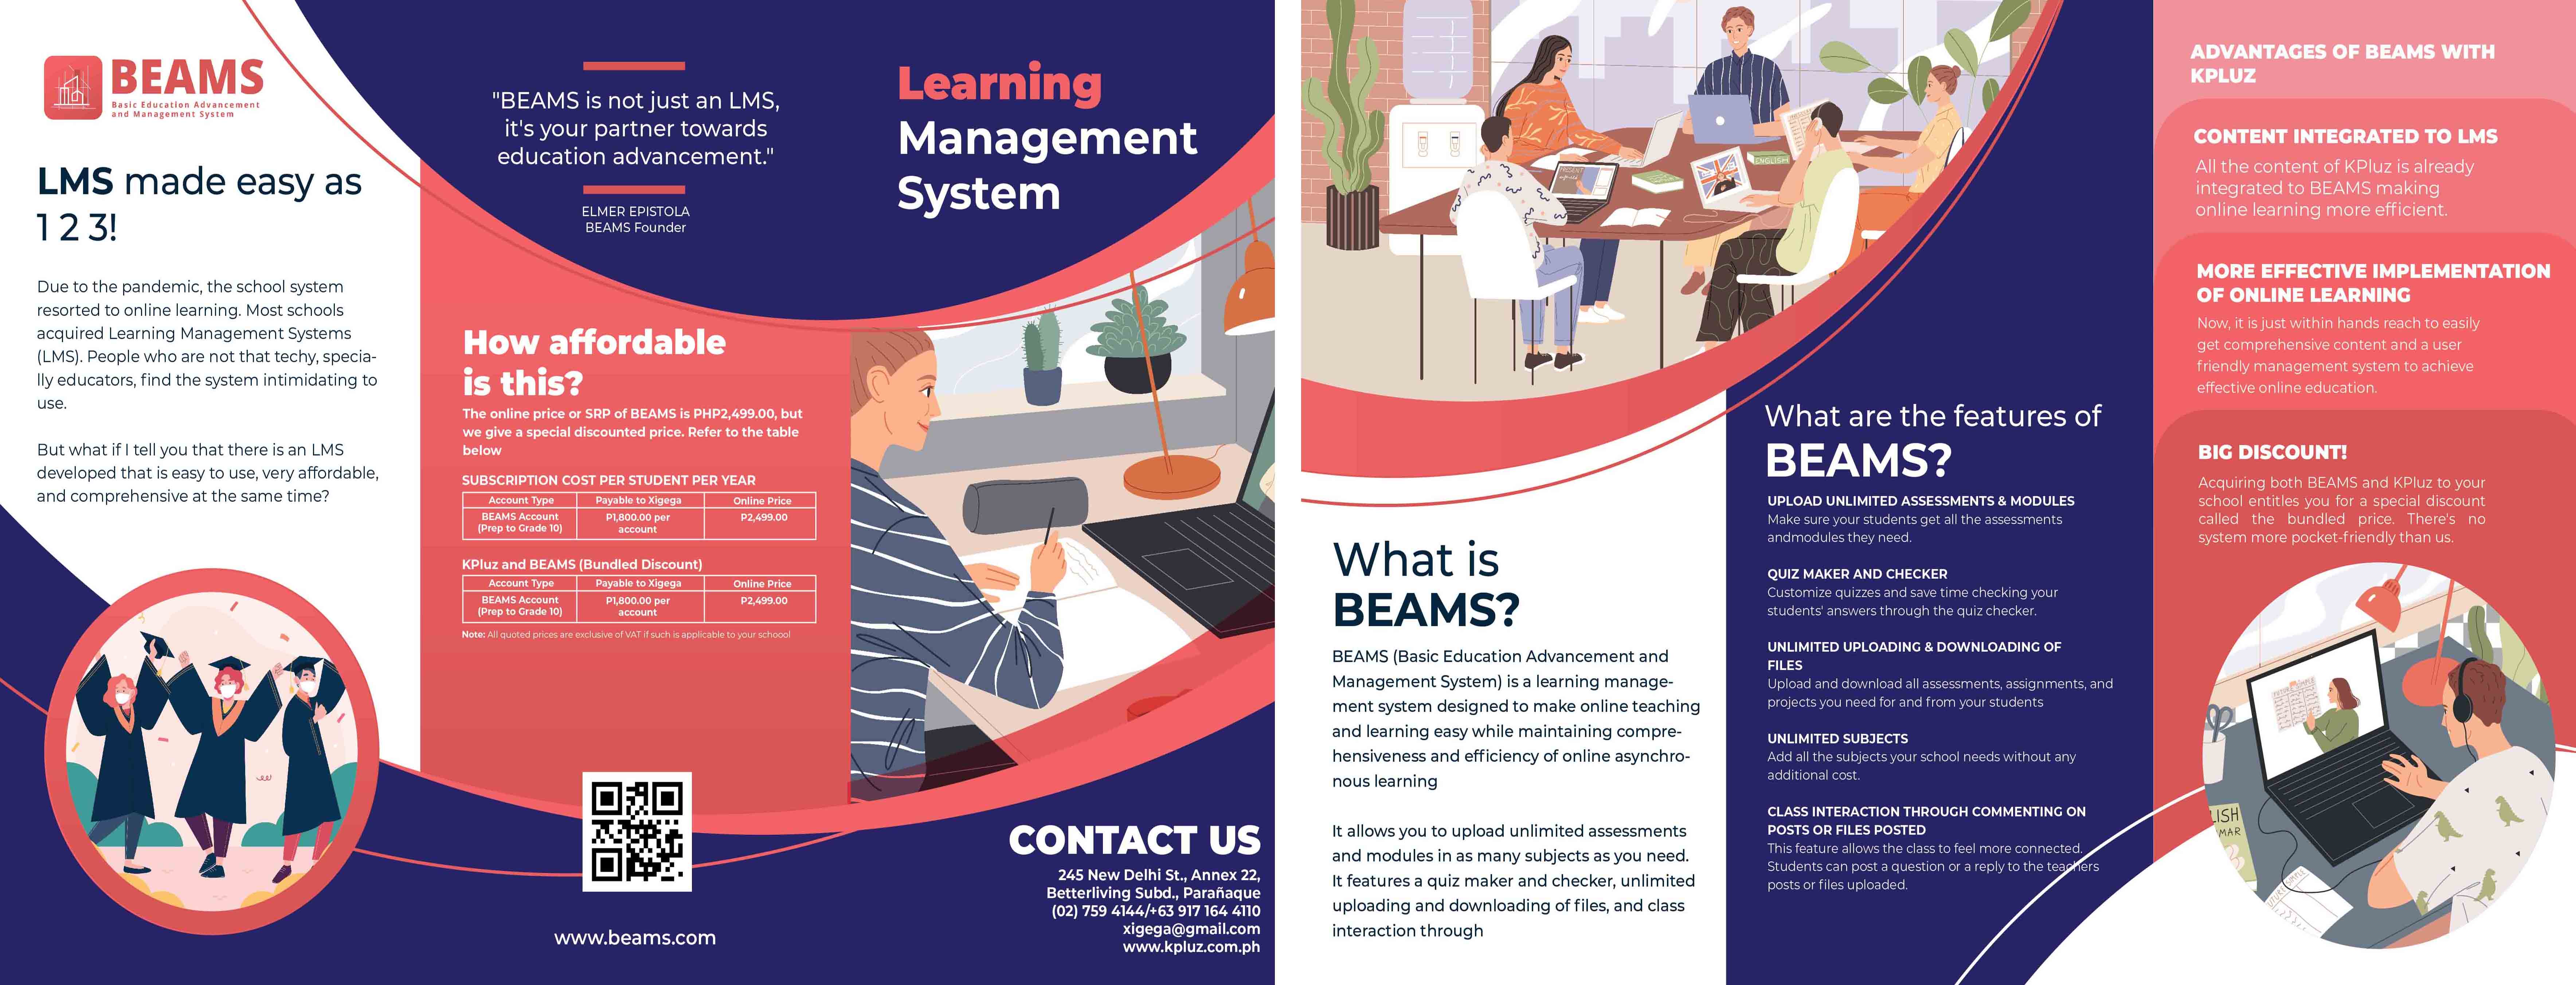 BEAMS
Basic Education Advancement
and Management System
LMS made easy as
1 2 3!
Due to the pandemic, the school system
resorted to online learning. Most schools
acquired Learning Management Systems
(LMS). People who are not that techy, specia-
lly educators, find the system intimidating to
use.
But what if I tell you that there is an LMS
developed that is easy to use, very affordable,
and comprehensive at the same time?
"BEAMS is not just an LMS,
it's your partner towards
education advancement."
ELMER EPISTOLA
BEAMS Founder
How affordable
is this?
The online price or SRP of BEAMS is PHP2,499.00, but
we give a special discounted price. Refer to the table
below
SUBSCRIPTION COST PER STUDENT PER YEAR
Account Type Payable to Xigega Online Price
BEAMS Account P1,800.00 per P2,499.00
(Prep to Grade 10) account
KPluz and BEAMS (Bundled Discount)
Account Type Payable to Xigega Online Price
BEAMS Account P1,800.00 per P2,499.00
(Prep to Grade 10) account
Note: All quoted prices are exclusive of VAT if such is applicable to your schoool
www.beams.com
Learning
Management
System
CONTACT US
245 New Delhi St., Annex 22,
Betterliving Subd., Parañaque
(02) 759 4144/+63 917 164 4110
xigega@gmail.com
www.kpluz.com.ph
ENGLISH
What is
BEAMS?
BEAMS (Basic Education Advancement and
Management System) is a learning manage-
ment system designed to make online teaching
and learning easy while maintaining compre-
hensiveness and efficiency of online asynchro-
nous learning
It allows you to upload unlimited assessments
and modules in as many subjects as you need.
It features a quiz maker and checker, unlimited
uploading and downloading of files, and class
interaction through
What are the features of
BEAMS?
UPLOAD UNLIMITED ASSESSMENTS & MODULES
Make sure your students get all the assessments
andmodules they need.
QUIZ MAKER AND CHECKER
Customize quizzes and save time checking your
students' answers through the quiz checker.
UNLIMITED UPLOADING & DOWNLOADING OF
FILES
Upload and download all assessments, assignments, and
projects you need for and from your students
UNLIMITED SUBJECTS
Add all the subjects your school needs without any
additional cost.
CLASS INTERACTION THROUGH COMMENTING ON
POSTS OR FILES POSTED
This feature allows the class to feel more connected.
Students can post a question or a reply to the teachers
posts or files uploaded.
ADVANTAGES OF BEAMS WITH
KPLUZ
CONTENT INTEGRATED TO LMS
All the content of KPluz is already
integrated to BEAMS making
online learning more efficient.
MORE EFFECTIVE IMPLEMENTATION
OF ONLINE LEARNING
Now, it is just within hands reach to easily
get comprehensive content and a user
friendly management system to achieve
effective online education.
BIG DISCOUNT!
Acquiring both BEAMS and KPluz to your
school entitles you for a special discount
called the bundled price. There's no
system more pocket-friendly than us.
LISH
MAR